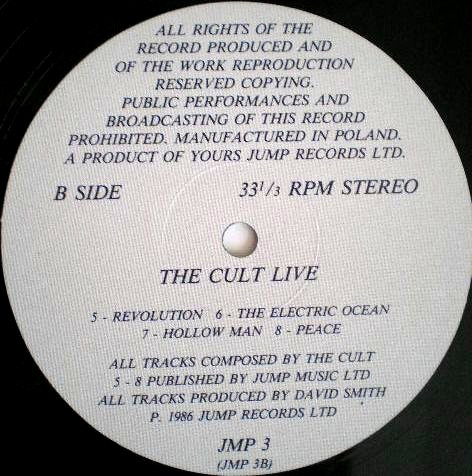 ALL RIGHTS OF THE
RECORD PRODUCED AND
OF THE WORK REPRODUCTION
RESERVED COPYING.
PUBLIC PERFORMANCES AND
BROADCASTING OF THIS RECORD
PROHIBITED. MANUFACTURED IN POLAND.
A PRODUCT OF YOURS JUMP RECORDS LTD.
B SIDE 33 1/3 RPM STEREO
THE CULT LIVE
5 - REVOLUTION 6 - THE ELECTRIC OCEAN
7 - HOLLOW MAN 8 - PEACE
ALL TRACKS COMPOSED BY THE CULT
5 - 8 PUBLISHED BY JUMP MUSIC LTD
ALL TRACKS PRODUCED BY DAVID SMITH
P. 1986 JUMP RECORDS LTD
JMP 3
(JMP 3B)